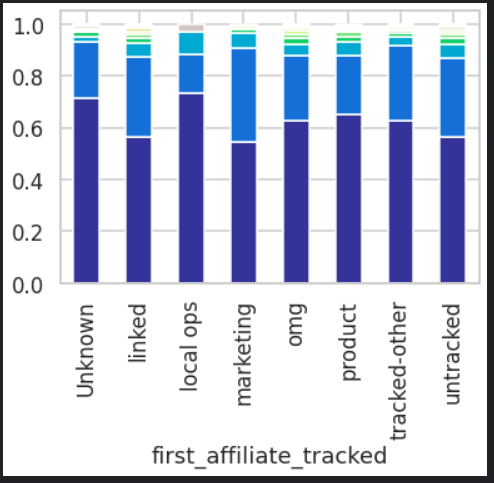 1.0
0.8
0.6
0.4
0.2
0.0
Unknown
linked
local ops
marketing
omg
product
tracked-other
untracked
first_affiliate_tracked